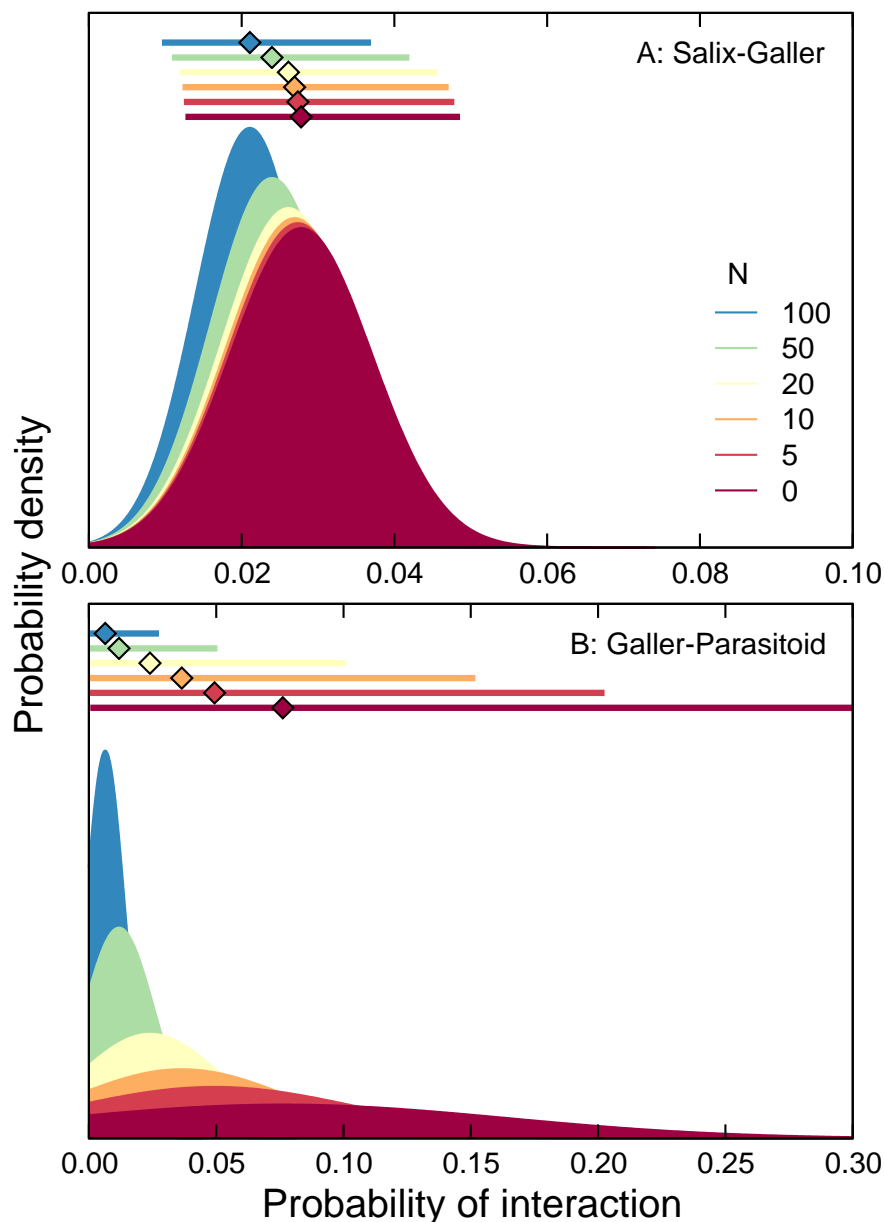 A: Salix-Galler
N
100
50
20
10
5
0
0.00 0.02 0.04 0.06 0.08 0.10
Probability density
B: Galler-Parasitoid
0.00 0.05 0.10 0.15 0.20 0.25 0.30
Probability of interaction